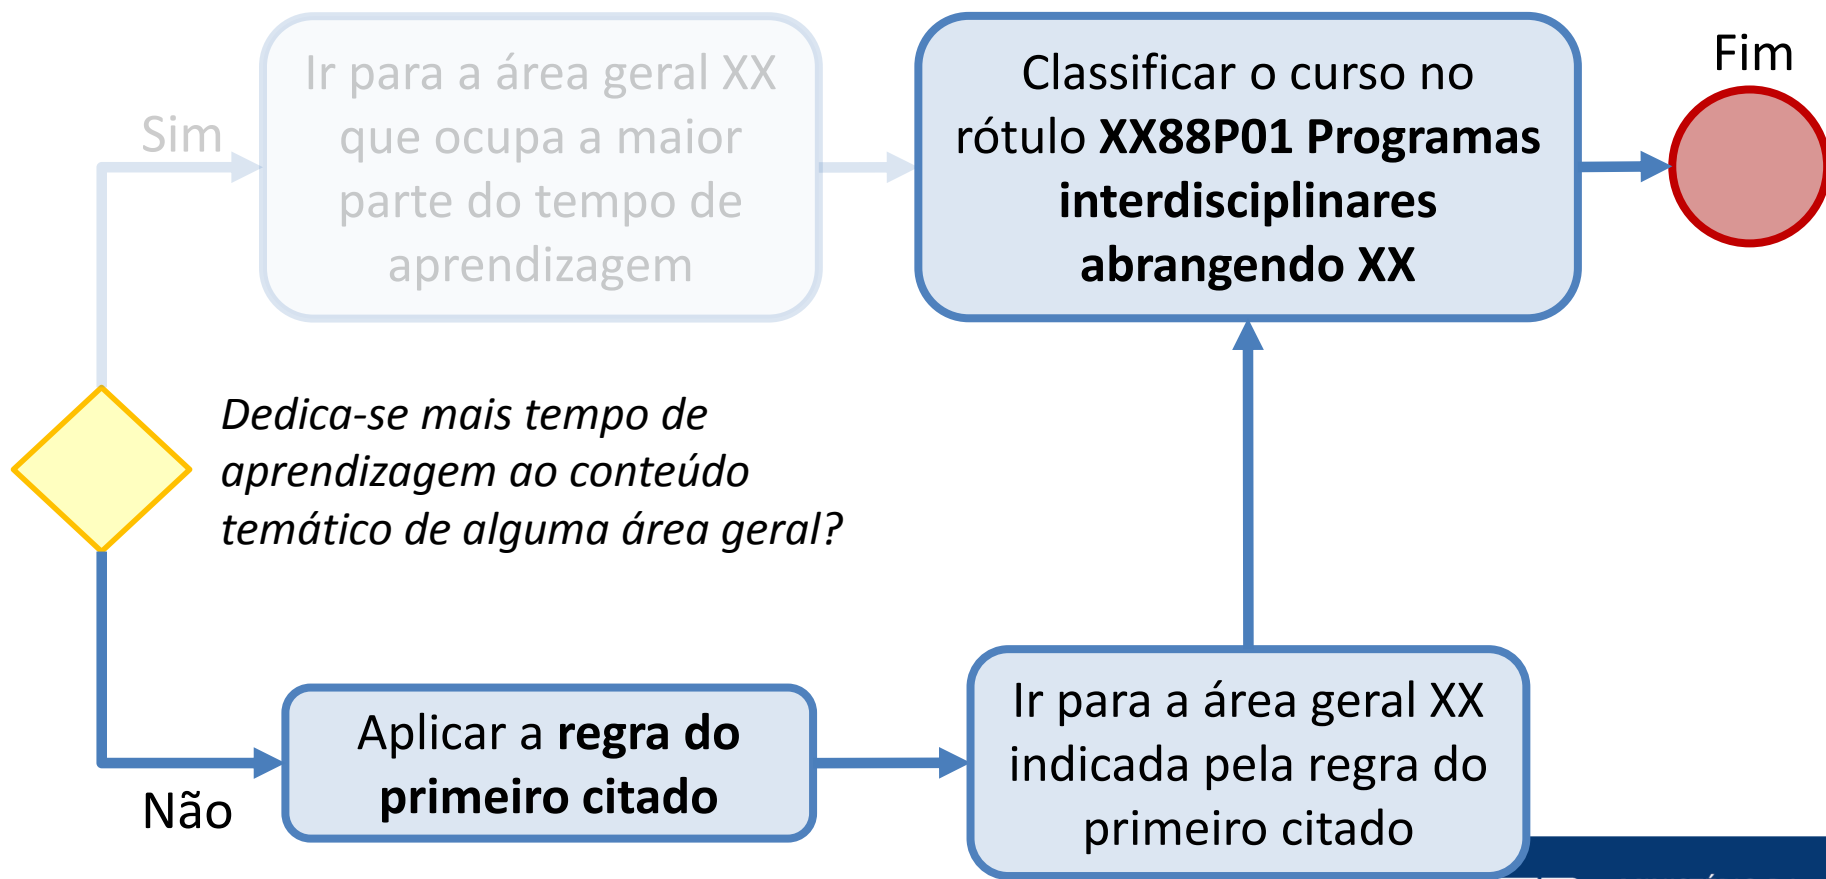 Ir para a área geral XX
que ocupa a maior
parte do tempo de
aprendizagem
Classificar o curso no
rótulo XX88P01 Programas
interdisciplinares
abrangendo XX
Fim
Sim
Dedica-se mais tempo de
aprendizagem ao conteúdo
temático de alguma área geral?
Não
Aplicar a regra do
primeiro citado
Ir para a área geral XX
indicada pela regra do
primeiro citado